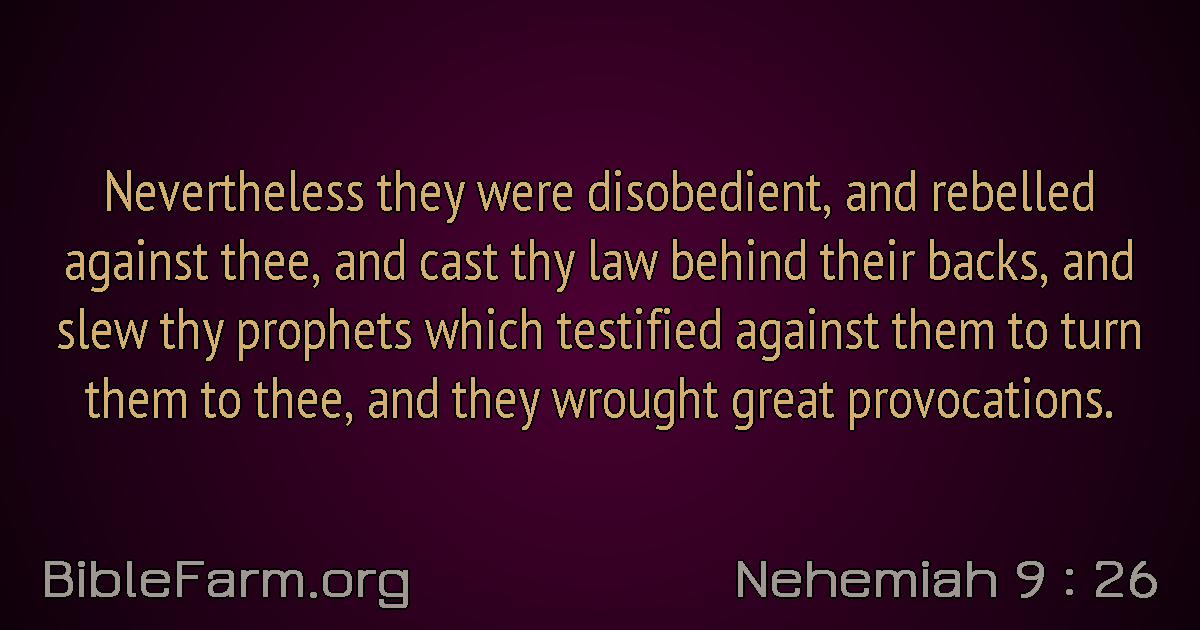 Nevertheless they were disobedient, and rebelled
against thee, and cast thy law behind their backs, and
slew thy prophets which testified against them to turn
them to thee, and they wrought great provocations.
BibleFarm.org
Nehemiah 9 : 26